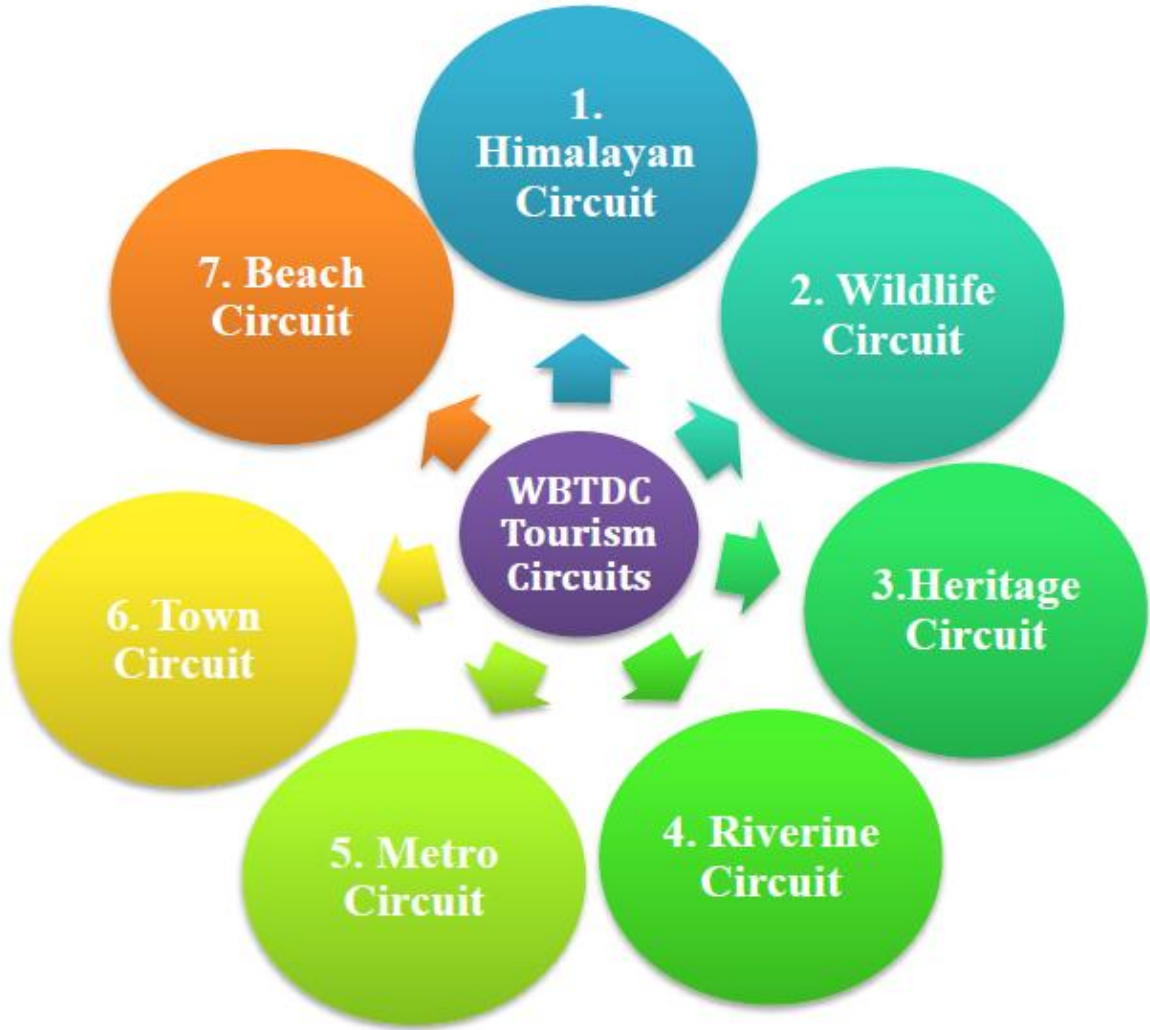 1.
Himalayan
Circuit
2. Wildlife
Circuit
3.Heritage
Circuit
4. Riverine
Circuit
5. Metro
Circuit
6. Town
Circuit
7. Beach
Circuit
WBTDC
Tourism
Circuits